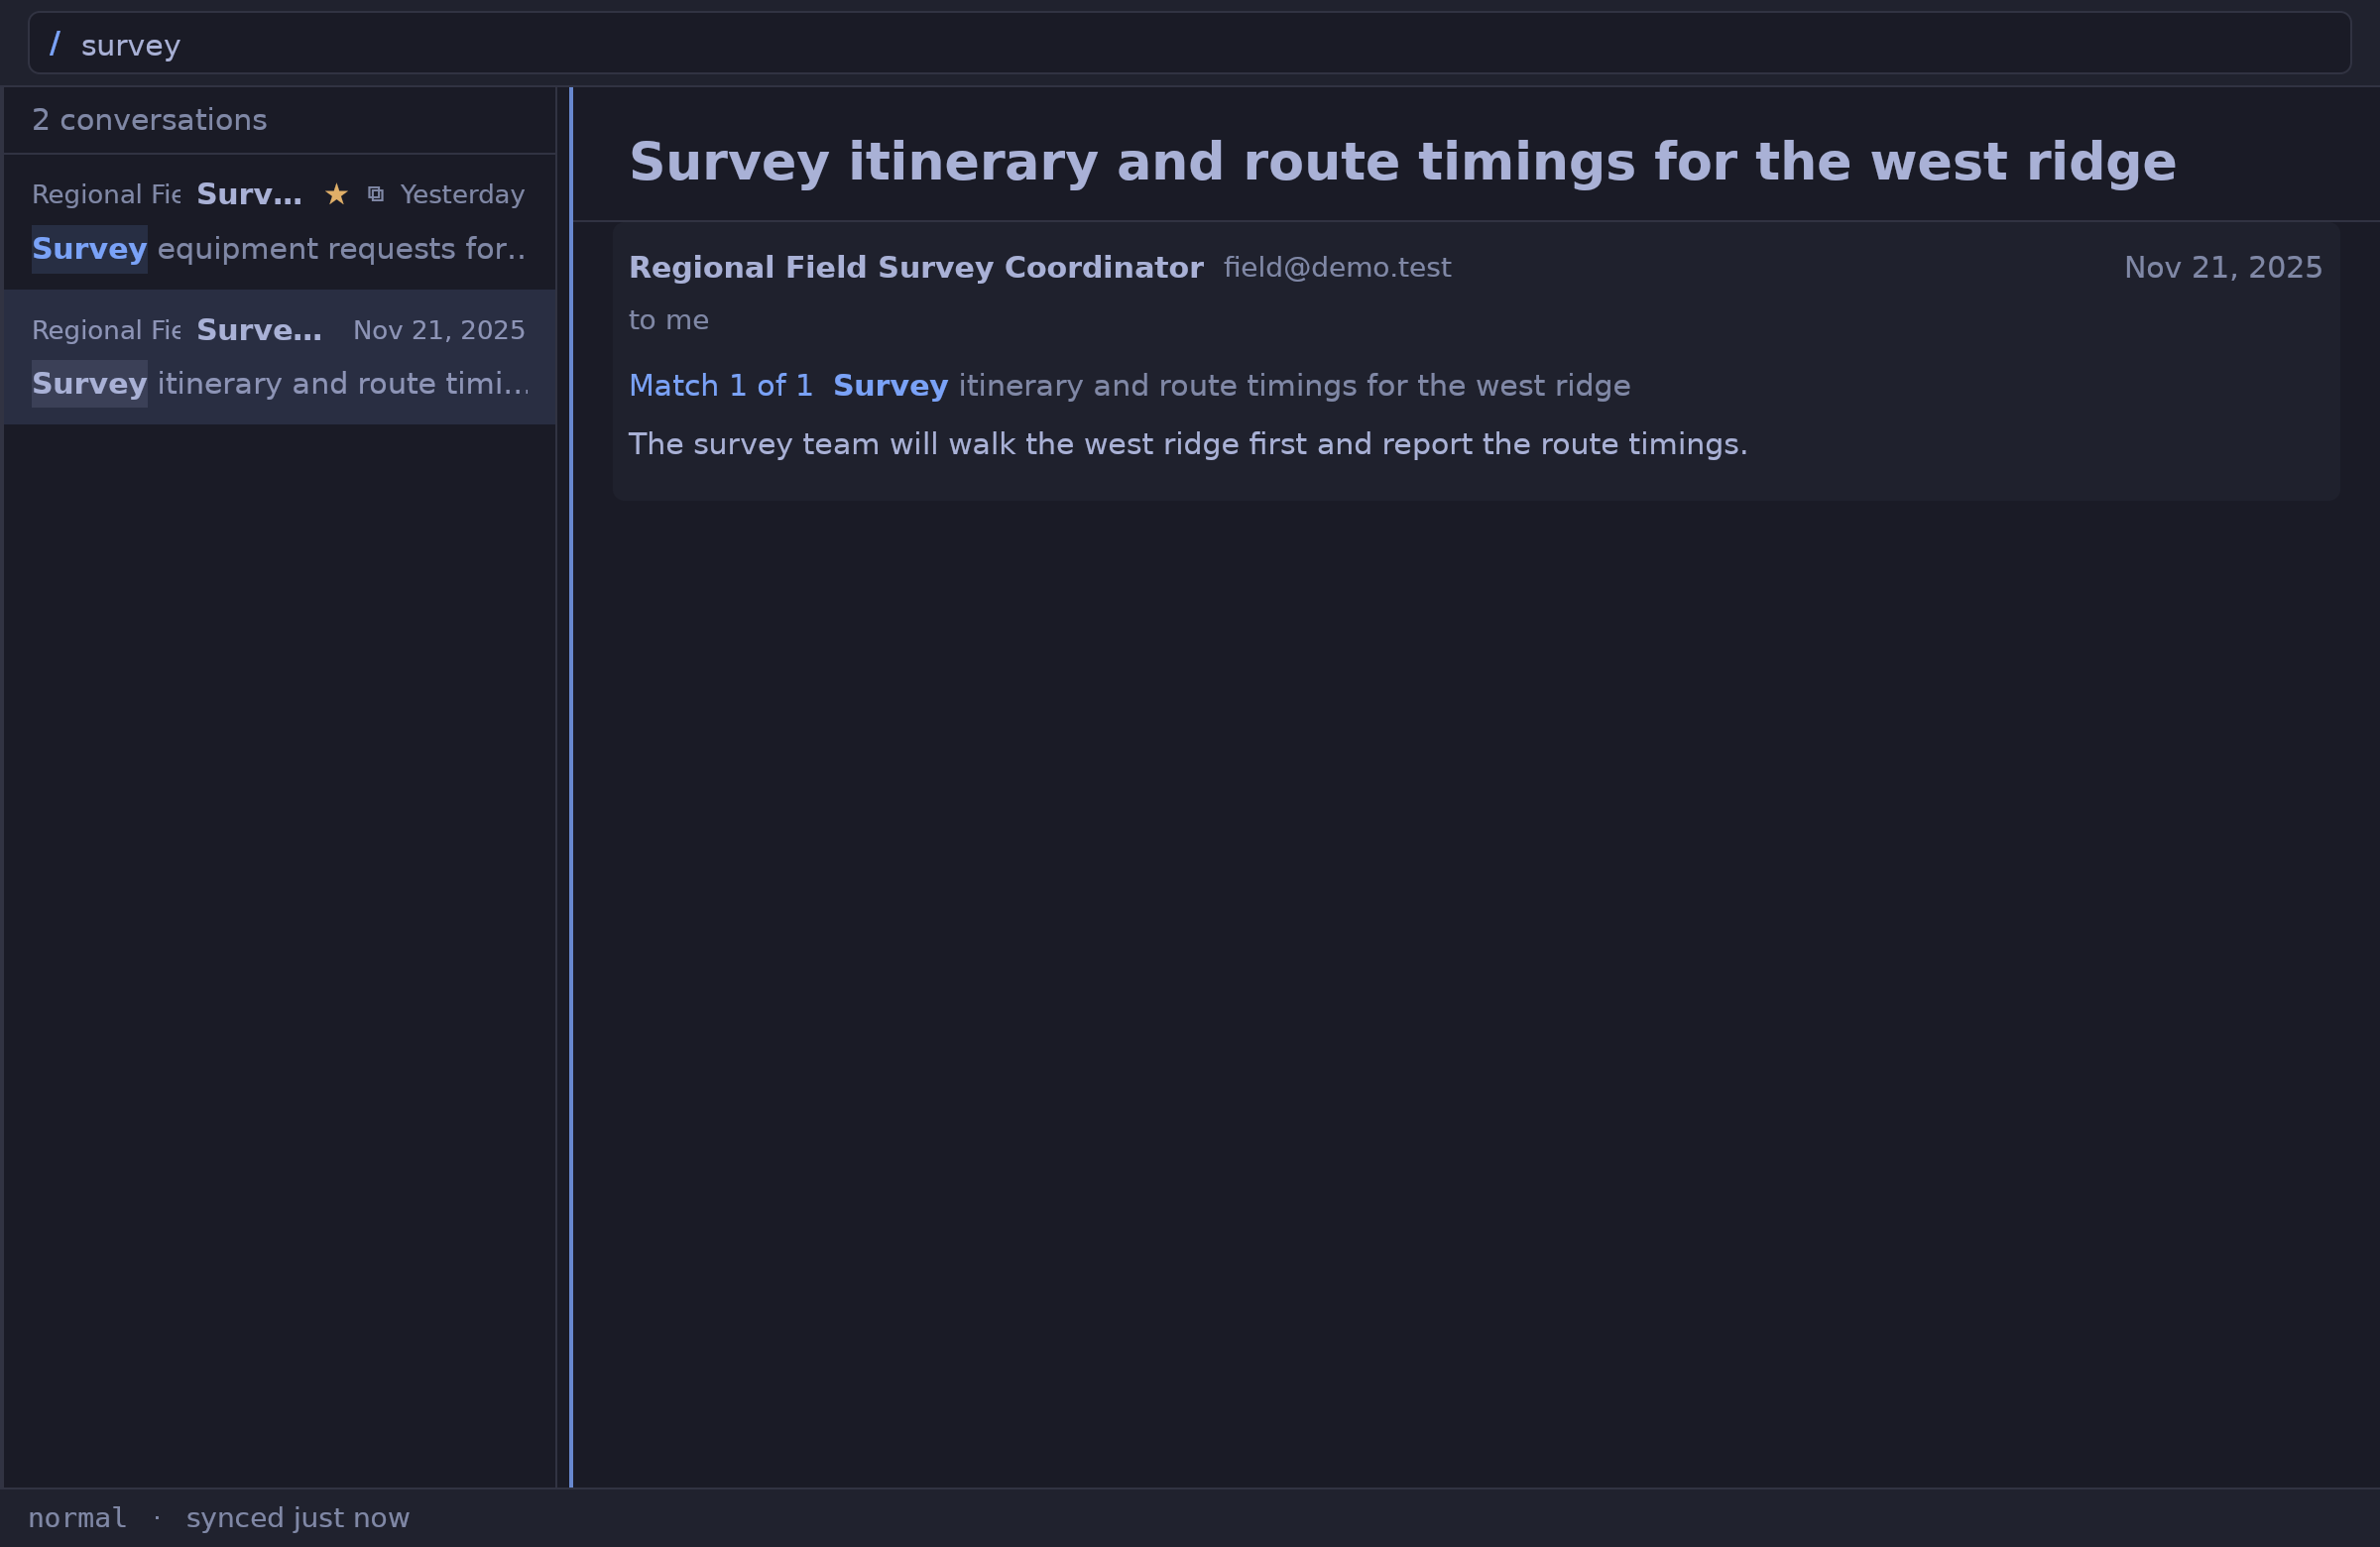 / survey
2 conversations
Regional Fie Surv… ★ ⧉ Yesterday
Survey equipment requests for…
Regional Fie Surve… Nov 21, 2025
Survey itinerary and route timi…
Survey itinerary and route timings for the west ridge
Regional Field Survey Coordinator field@demo.test Nov 21, 2025
to me
Match 1 of 1 Survey itinerary and route timings for the west ridge
The survey team will walk the west ridge first and report the route timings.
normal · synced just now